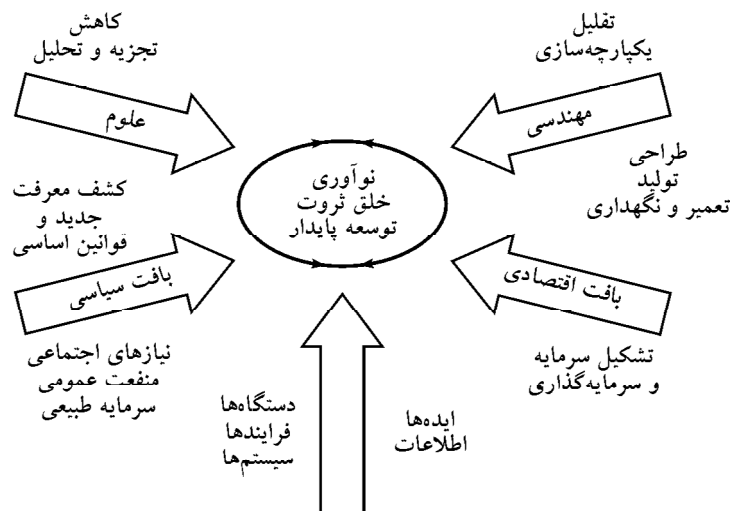 کاهش
تجزیه و تحلیل
علوم
تقلیل
یکپارچه‌سازی
مهندسی
طراحی
تولید
تعمیر و نگهداری
نوآوری
خلق ثروت
توسعه پایدار
کشف معرفت
جدید و
قوانین اساسی
بافت سیاسی
نیازهای اجتماعی
منفعت عمومی
سرمایه طبیعی
بافت اقتصادی
تشکیل سرمایه
و سرمایه‌گذاری
ایده‌ها
اطلاعات
دستگاه‌ها
فرایندها
سیستم‌ها